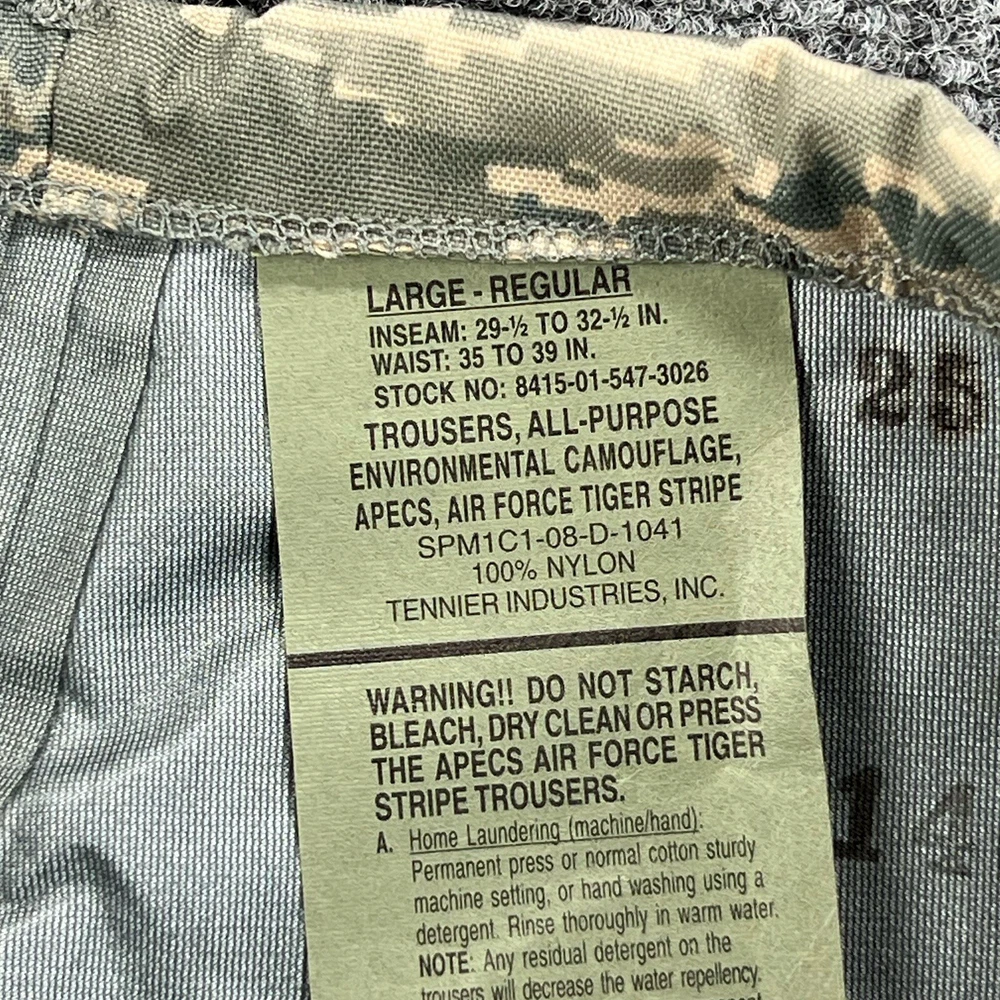 LARGE - REGULAR
INSEAM: 29-½ TO 32-½ IN.
WAIST: 35 TO 39 IN.
STOCK NO: 8415-01-547-3026
TROUSERS, ALL-PURPOSE
ENVIRONMENTAL CAMOUFLAGE,
APECS, AIR FORCE TIGER STRIPE
SPM1C1-08-D-1041
100% NYLON
TENNIER INDUSTRIES, INC.
25
WARNING!! DO NOT STARCH,
BLEACH, DRY CLEAN OR PRESS
THE APECS AIR FORCE TIGER
STRIPE TROUSERS.
A. Home Laundering (machine/hand):
Permanent press or normal cotton sturdy
machine setting, or hand washing using a
detergent. Rinse thoroughly in warm water.
NOTE: Any residual detergent on the
trousers will decrease the water repellency.
1